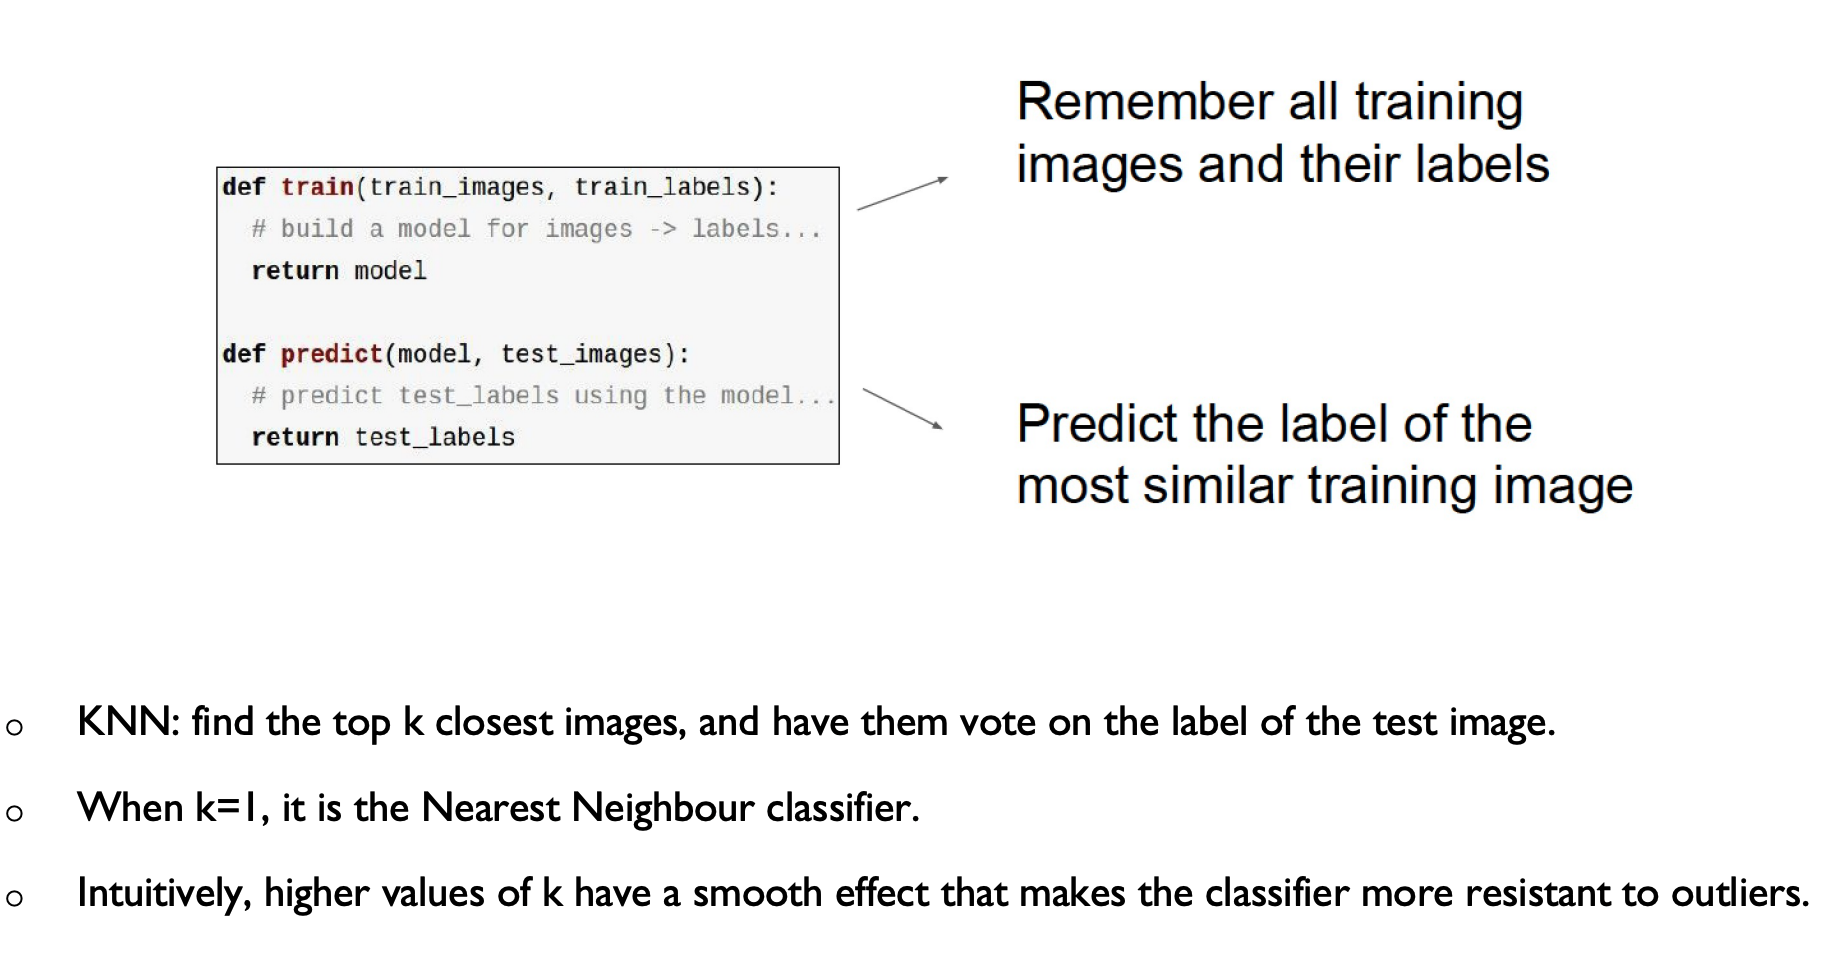 def train(train_images, train_labels):
# build a model for images -> labels...
return model
def predict(model, test_images):
# predict test_labels using the model...
return test_labels
Remember all training
images and their labels
Predict the label of the
most similar training image
o KNN: find the top k closest images, and have them vote on the label of the test image.
o When k=1, it is the Nearest Neighbour classifier.
o Intuitively, higher values of k have a smooth effect that makes the classifier more resistant to outliers.